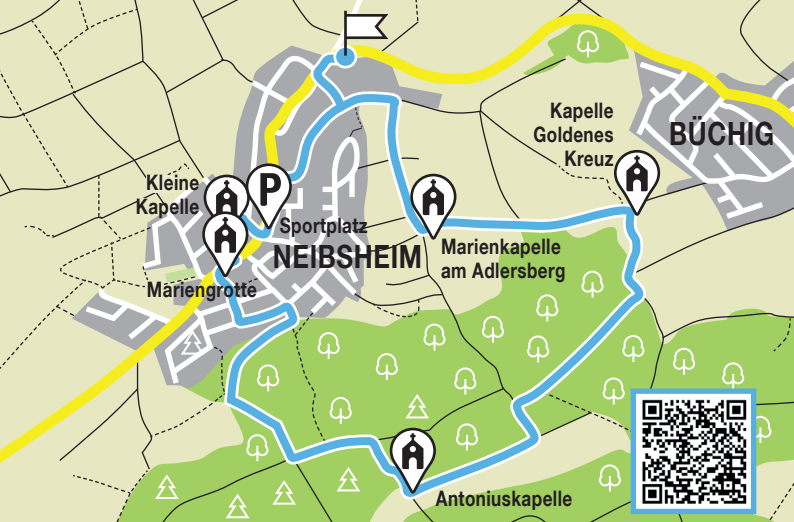 Kapelle
Goldenes
Kreuz
BÜCHIG
Kleine
Kapelle
P
Sportplatz
NEIBSHEIM
Marienkapelle
am Adlersberg
Mariengrotte
Antoniuskapelle